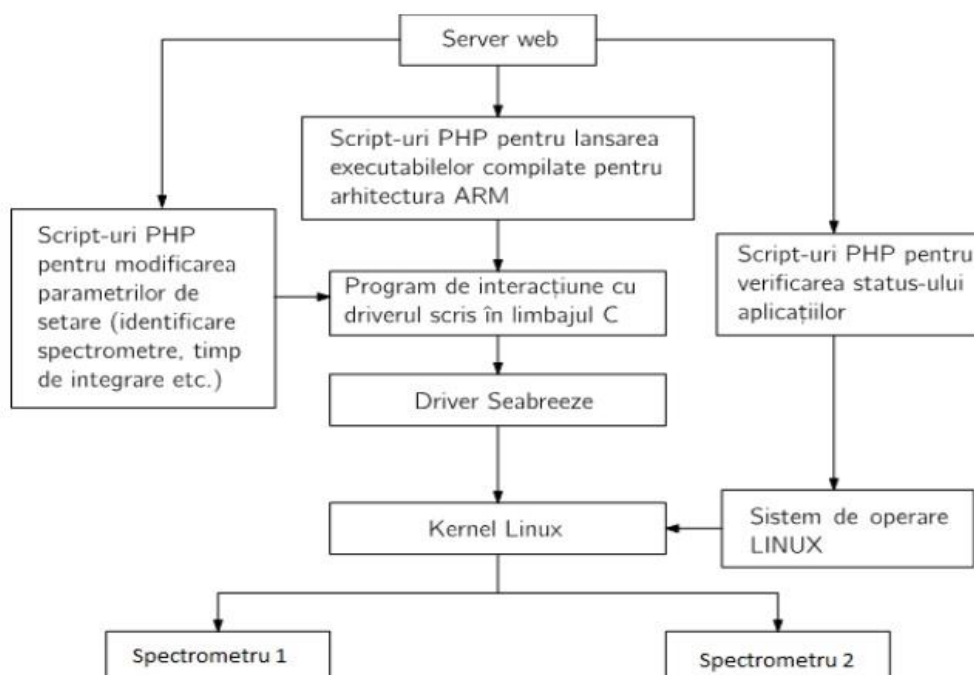 Server web
Script-uri PHP pentru lansarea
executabilelor compilate pentru
arhitectura ARM
Script-uri PHP
pentru modificarea
parametrilor de
setare (identificare
spectrometre, timp
de integrare etc.)
Program de interacțiune cu
driverul scris în limbajul C
Script-uri PHP pentru
verificarea status-ului
aplicațiilor
Driver Seabreeze
Kernel Linux
Sistem de operare
LINUX
Spectrometru 1
Spectrometru 2